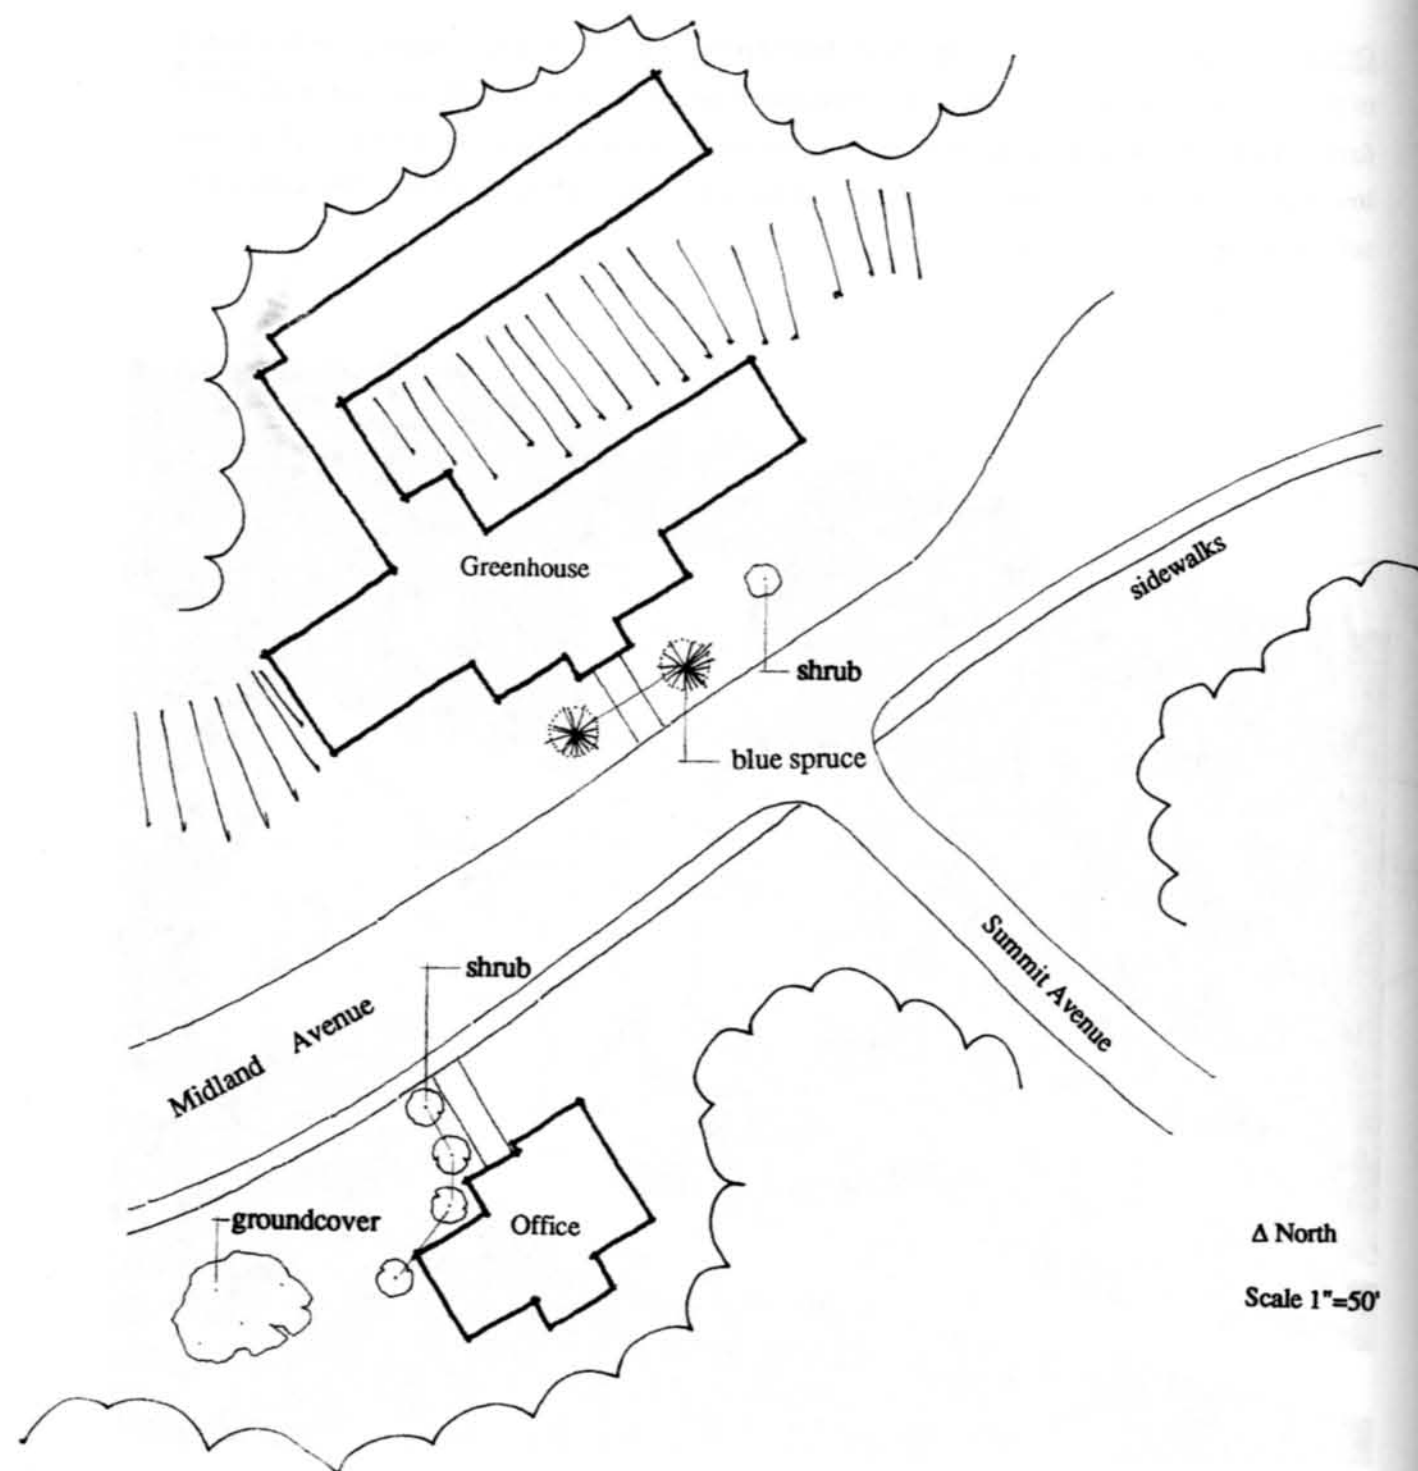 Greenhouse
sidewalks
shrub
blue spruce
Summit Avenue
shrub
Midland Avenue
groundcover
Office
Δ North
Scale 1"=50'